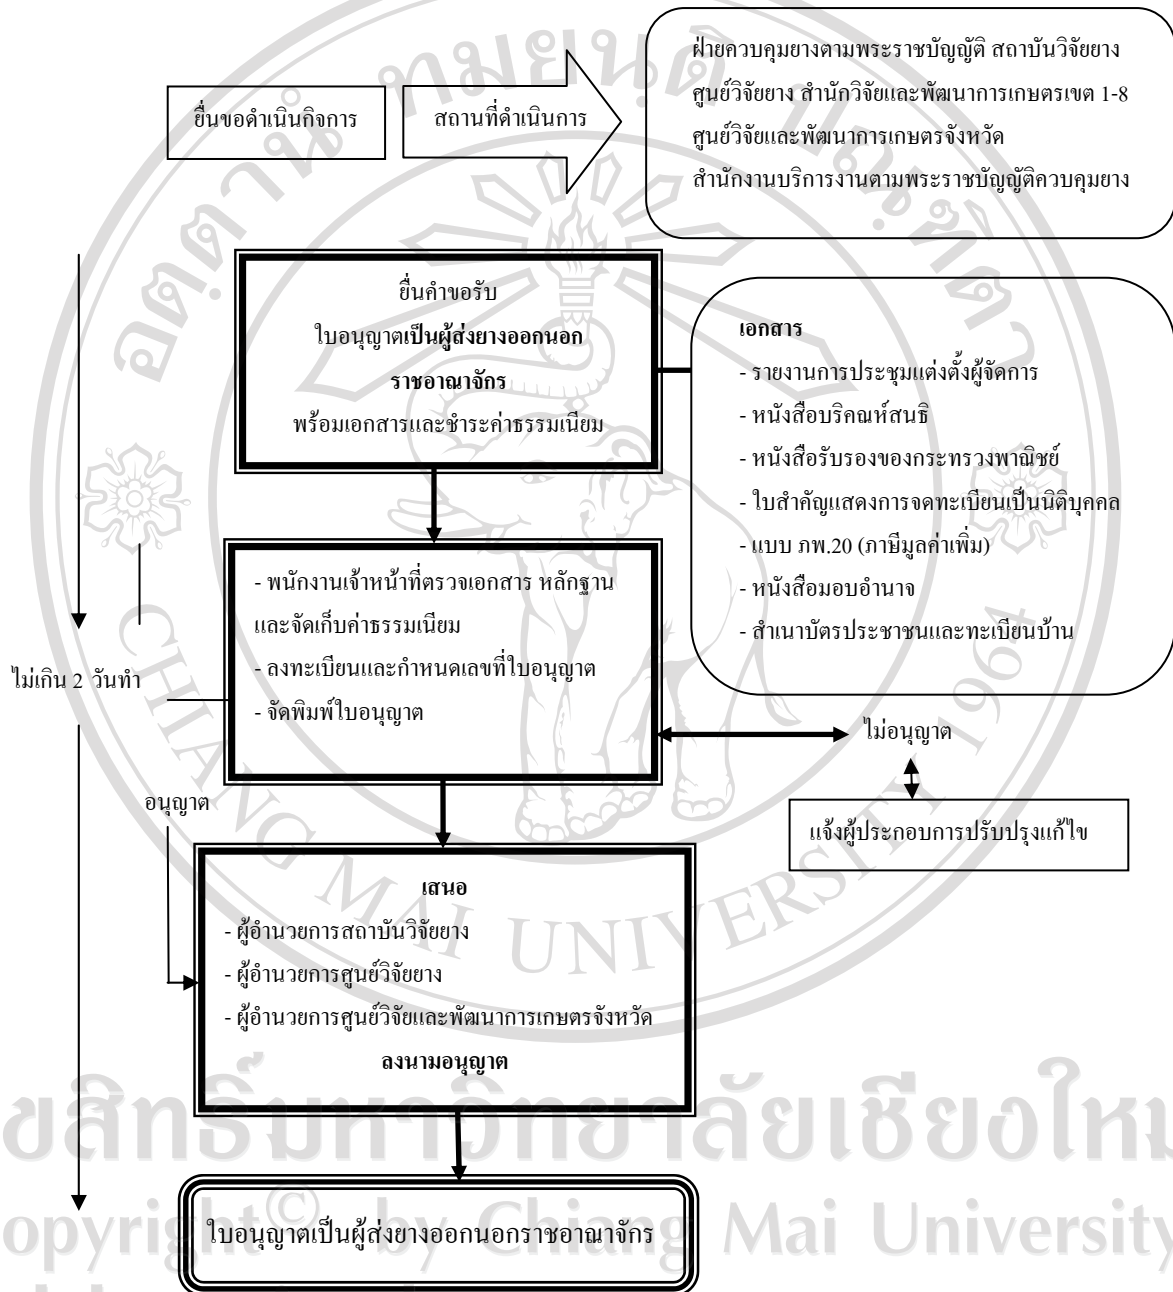 ยื่นขอดำเนินกิจการ
สถานที่ดำเนินการ
ฝ่ายควบคุมยางตามพระราชบัญญัติ สถาบันวิจัยยาง
ศูนย์วิจัยยาง สำนักวิจัยและพัฒนาการเกษตรเขต 1-8
ศูนย์วิจัยและพัฒนาการเกษตรจังหวัด
สำนักงานบริการงานตามพระราชบัญญัติควบคุมยาง
ยื่นคำขอรับ
ใบอนุญาตเป็นผู้ส่งยางออกนอก
ราชอาณาจักร
พร้อมเอกสารและชำระค่าธรรมเนียม
เอกสาร
- รายงานการประชุมแต่งตั้งผู้จัดการ
- หนังสือบริคณห์สนธิ
- หนังสือรับรองของกระทรวงพาณิชย์
- ใบสำคัญแสดงการจดทะเบียนเป็นนิติบุคคล
- แบบ ภพ.20 (ภาษีมูลค่าเพิ่ม)
- หนังสือมอบอำนาจ
- สำเนาบัตรประชาชนและทะเบียนบ้าน
- พนักงานเจ้าหน้าที่ตรวจเอกสาร หลักฐาน
และจัดเก็บค่าธรรมเนียม
- ลงทะเบียนและกำหนดเลขที่ใบอนุญาต
- จัดพิมพ์ใบอนุญาต
ไม่เกิน 2 วันทำ
ไม่อนุญาต
แจ้งผู้ประกอบการปรับปรุงแก้ไข
อนุญาต
เสนอ
- ผู้อำนวยการสถาบันวิจัยยาง
- ผู้อำนวยการศูนย์วิจัยยาง
- ผู้อำนวยการศูนย์วิจัยและพัฒนาการเกษตรจังหวัด
ลงนามอนุญาต
ใบอนุญาตเป็นผู้ส่งยางออกนอกราชอาณาจักร
CHIANG MAI UNIVERSITY 1964
opyright© by Chiang Mai University